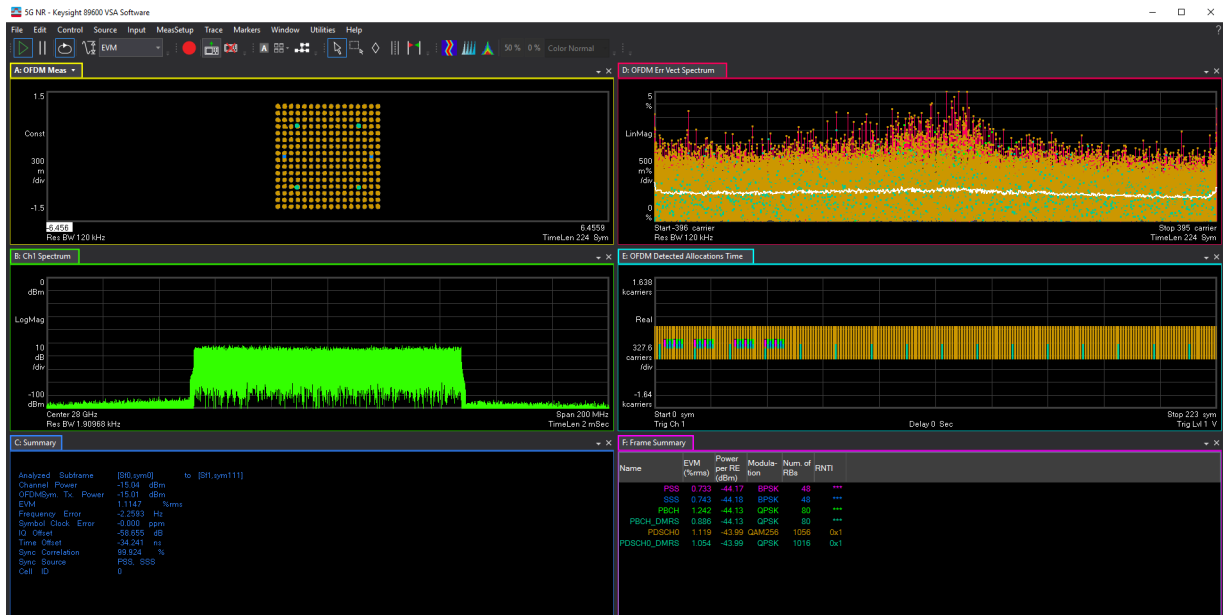 5G NR - Keysight 89600 VSA Software
File Edit Control Source Input MeasSetup Trace Markers Window Utilities Help
EVM 50 % 0 % Color Normal
A: OFDM Meas
1.5
Const
300
m
/div
-1.5
-6.456 6.4559
Res BW 120 kHz TimeLen 224 Sym
D: OFDM Err Vect Spectrum
5
%
LinMag
500
m%
/div
0
%
Start -396 carrier Stop 395 carrier
Res BW 120 kHz TimeLen 224 Sym
B: Ch1 Spectrum
0
dBm
LogMag
10
dB
/div
-100
dBm
Center 28 GHz Span 200 MHz
Res BW 1.90968 kHz TimeLen 2 mSec
E: OFDM Detected Allocations Time
1.638
kcarriers
Real
327.6
carriers
/div
-1.64
kcarriers
Start 0 sym Stop 223 sym
Trig Ch 1 Delay 0 Sec Trig Lvl 1 V
C: Summary
Analyzed Subframe [Sf0,sym0] to [Sf1,sym111]
Channel Power -15.04 dBm
OFDMSym. Tx. Power -15.01 dBm
EVM 1.1147 %rms
Frequency Error -2.2593 Hz
Symbol Clock Error -0.000 ppm
IQ Offset -58.655 dB
Time Offset -34.241 ns
Sync Correlation 99.924 %
Sync Source PSS, SSS
Cell ID 0
F: Frame Summary
Name EVM (%rms) Power per RE (dBm) Modula-tion Num. of RBs RNTI
PSS 0.733 -44.17 BPSK 48 ***
SSS 0.743 -44.18 BPSK 48 ***
PBCH 1.242 -44.13 QPSK 80 ***
PBCH_DMRS 0.886 -44.13 QPSK 80 ***
PDSCH0 1.119 -43.99 QAM256 1056 0x1
PDSCH0_DMRS 1.054 -43.99 QPSK 1016 0x1